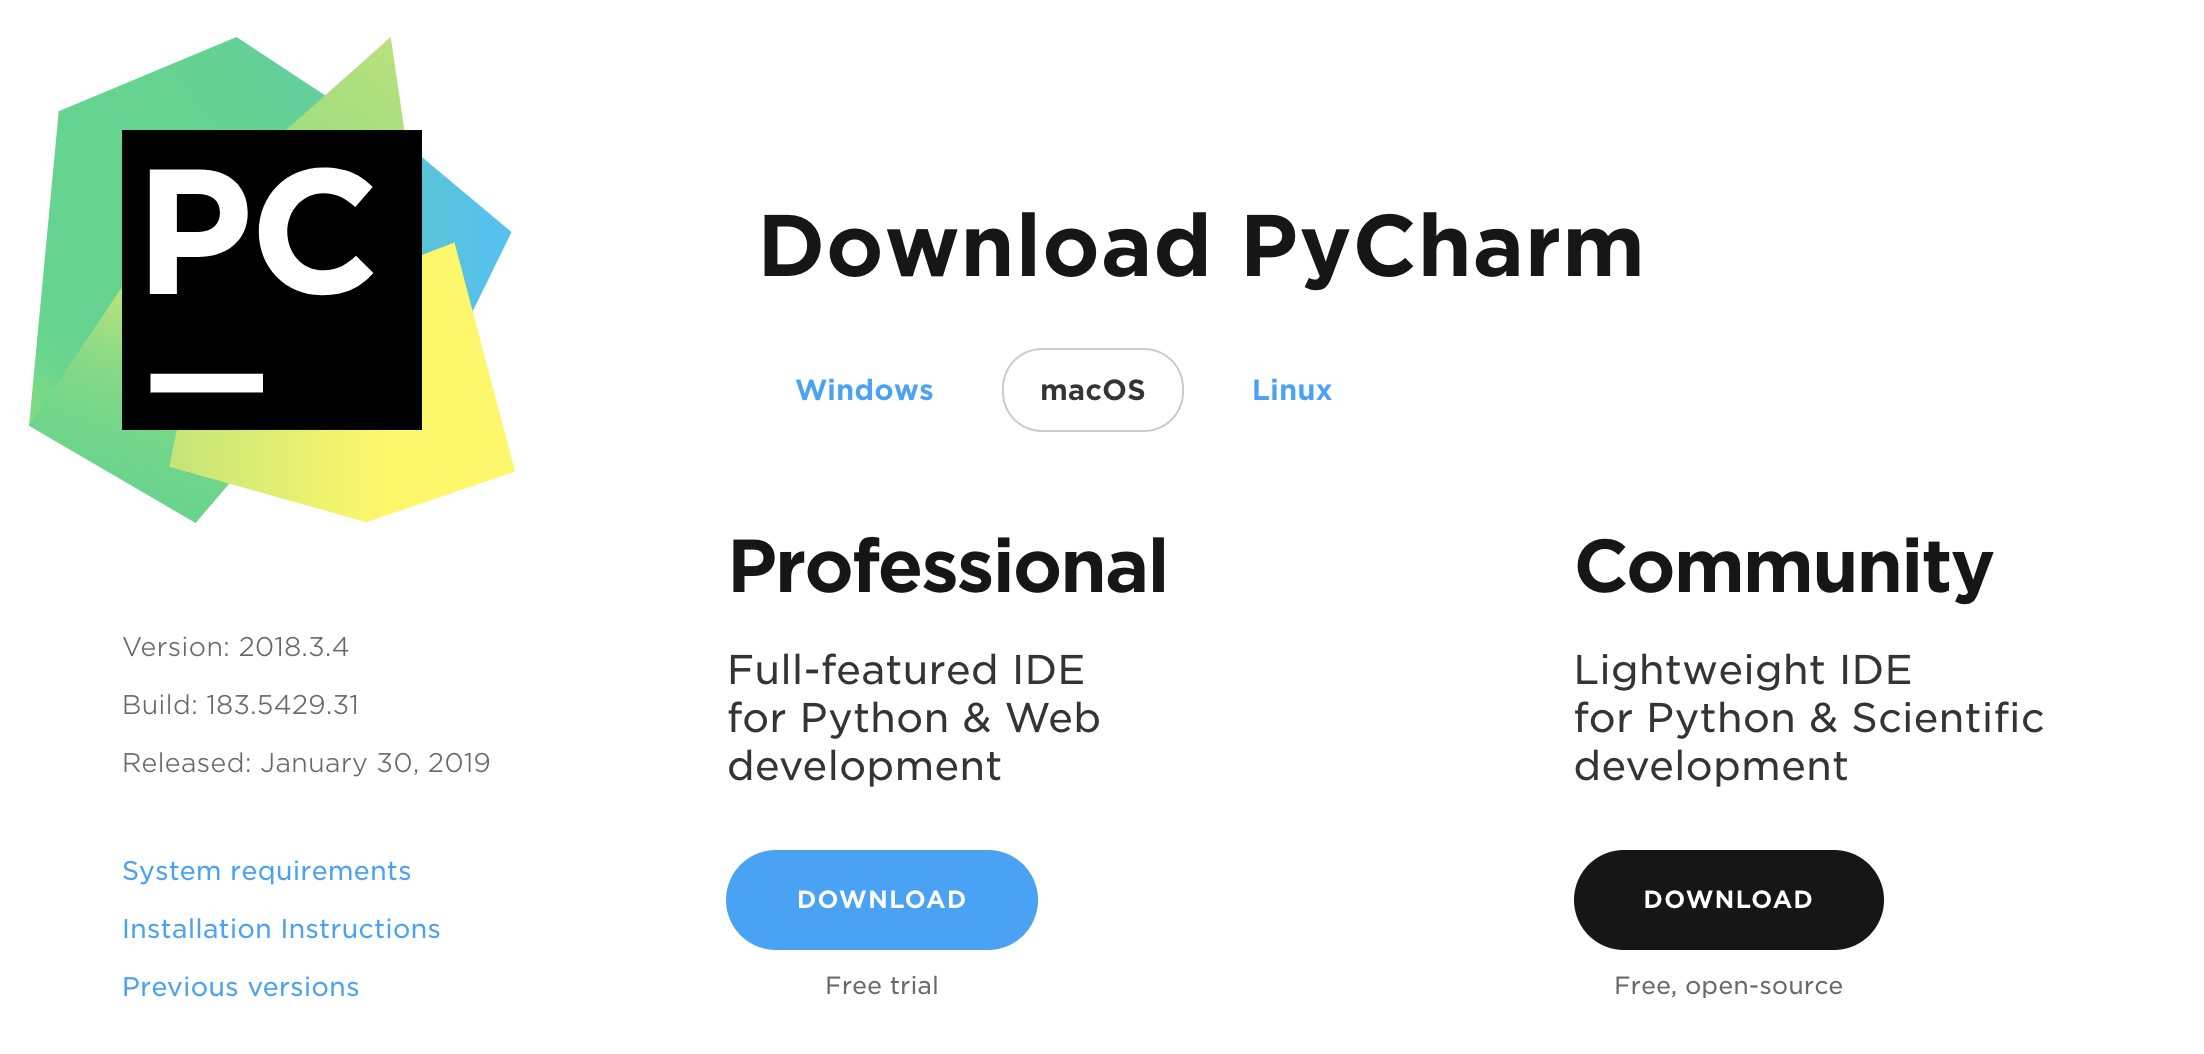 PC
Download PyCharm
Windows
macOS
Linux
Professional
Full-featured IDE
for Python & Web
development
DOWNLOAD
Free trial
Community
Lightweight IDE
for Python & Scientific
development
DOWNLOAD
Free, open-source
Version: 2018.3.4
Build: 183.5429.31
Released: January 30, 2019
System requirements
Installation Instructions
Previous versions